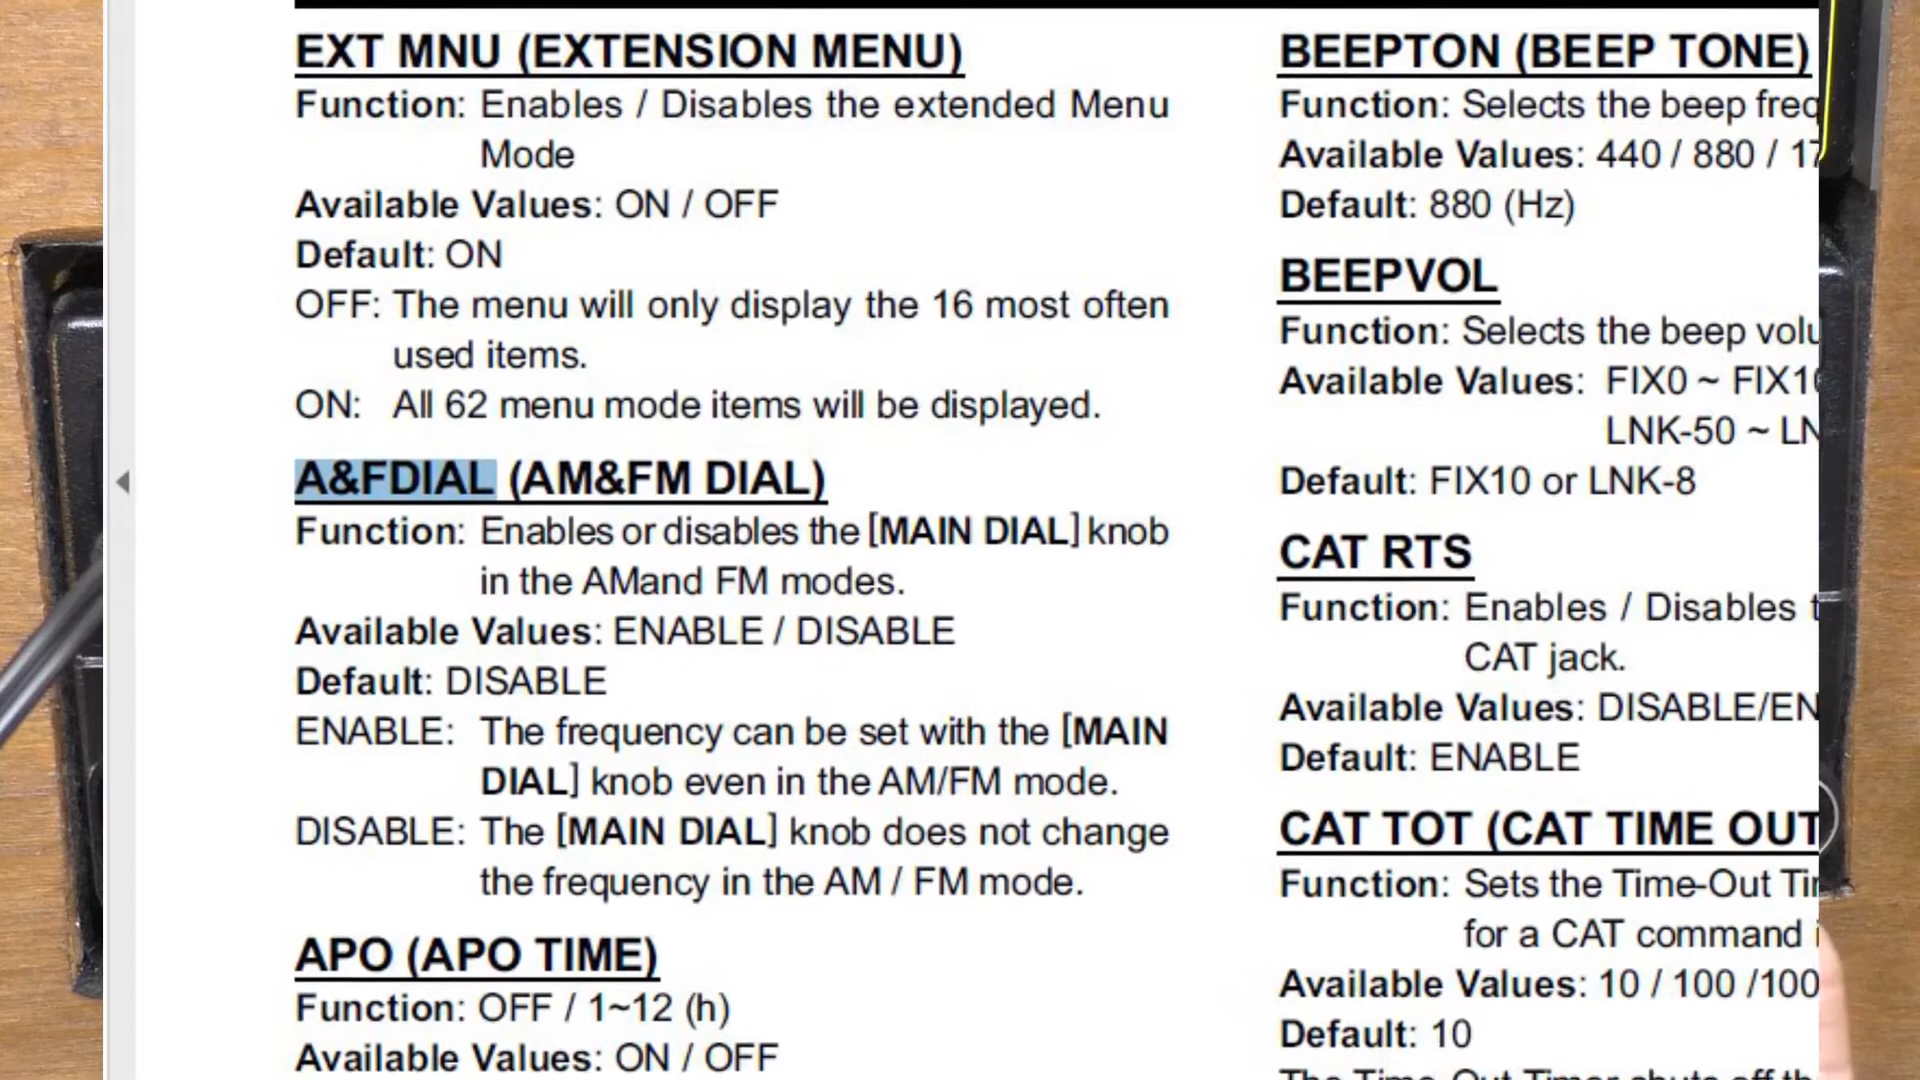 EXT MNU (EXTENSION MENU)
Function: Enables / Disables the extended Menu
Mode
Available Values: ON / OFF
Default: ON
OFF: The menu will only display the 16 most often
used items.
ON: All 62 menu mode items will be displayed.
A&FDIAL (AM&FM DIAL)
Function: Enables or disables the [MAIN DIAL] knob
in the AMand FM modes.
Available Values: ENABLE / DISABLE
Default: DISABLE
ENABLE: The frequency can be set with the [MAIN
DIAL] knob even in the AM/FM mode.
DISABLE: The [MAIN DIAL] knob does not change
the frequency in the AM / FM mode.
APO (APO TIME)
Function: OFF / 1~12 (h)
Available Values: ON / OFF
BEEPTON (BEEP TONE)
Function: Selects the beep
Available Values: 440 / 880 /
Default: 880 (Hz)
BEEPVOL
Function: Selects the beep
Available Values: FIX0 ~
LNK-50 ~
Default: FIX10 or LNK-8
CAT RTS
Function: Enables / Disables
CAT jack.
Available Values: DISABLE/
Default: ENABLE
CAT TOT (CAT TIME OUT
Function: Sets the Time-Out
for a CAT command
Available Values: 10 / 100 /
Default: 10
The Time-Out Timer shuts off